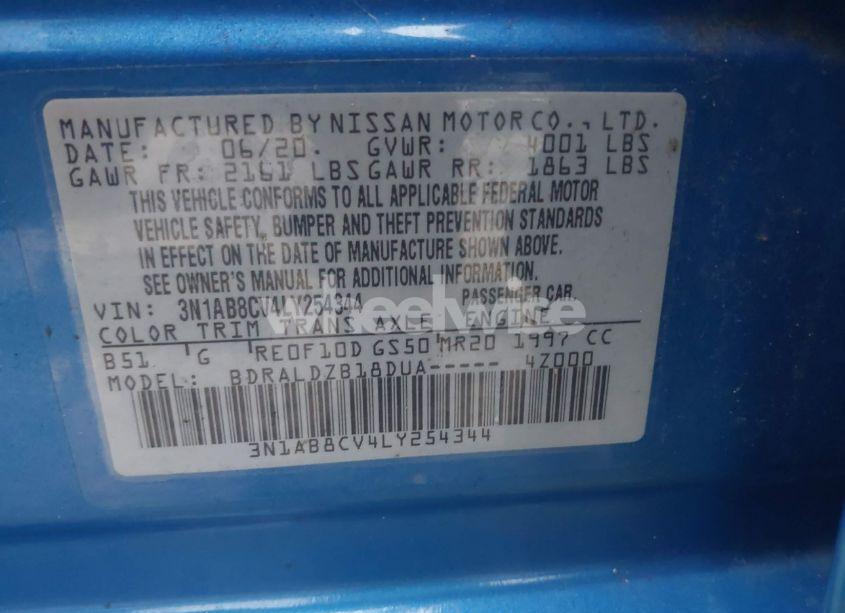 MANUFACTURED BY NISSAN MOTOR CO., LTD.
DATE: 06/20. GVWR: 4001 LBS
GAWR FR: 2161 LBS GAWR RR: 1863 LBS
THIS VEHICLE CONFORMS TO ALL APPLICABLE FEDERAL MOTOR
VEHICLE SAFETY, BUMPER AND THEFT PREVENTION STANDARDS
IN EFFECT ON THE DATE OF MANUFACTURE SHOWN ABOVE.
SEE OWNER'S MANUAL FOR ADDITIONAL INFORMATION.
VIN: 3N1AB8CV4LY254344 PASSENGER CAR.
COLOR TRIM TRANS AXLE ENGINE
B51 G RE0F10D GS50 MR20 1997 CC
MODEL: BDRALDZB18DUA----- 4Z000
3N1AB8CV4LY254344
wheelwise